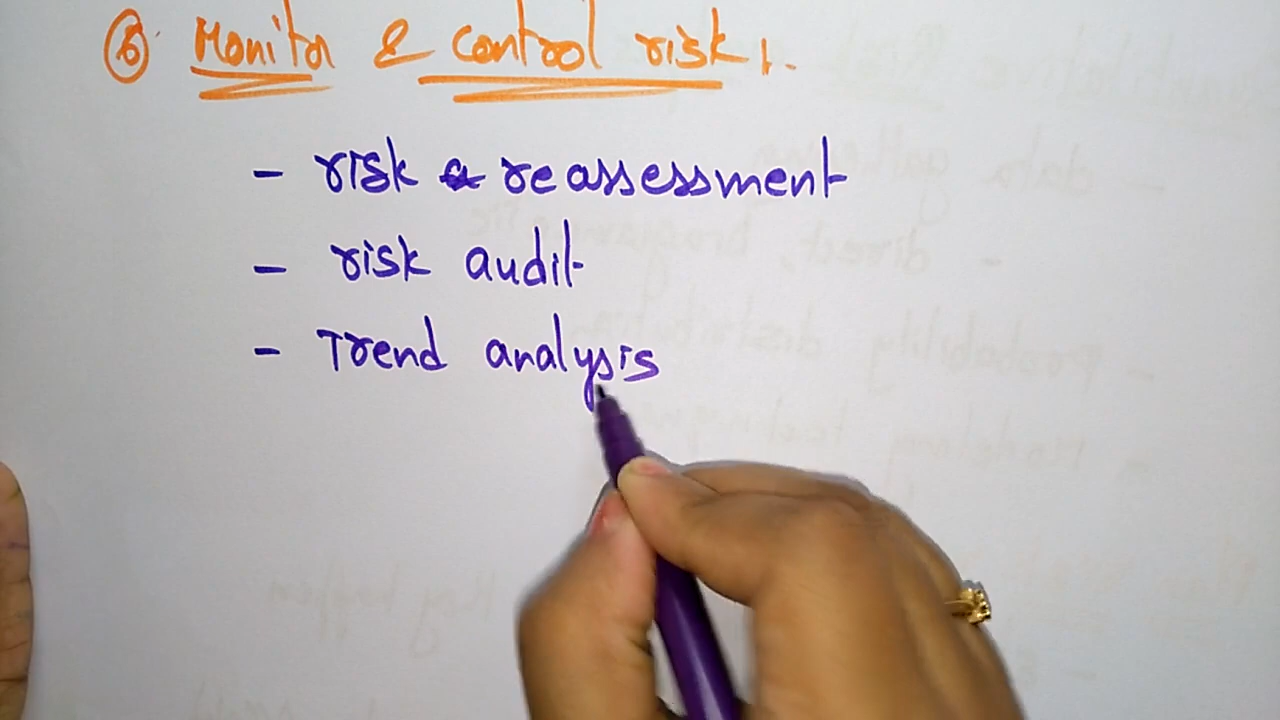 ⑥ Monitor & control risk:.
- risk reassessment
- risk audit
- Trend analysis